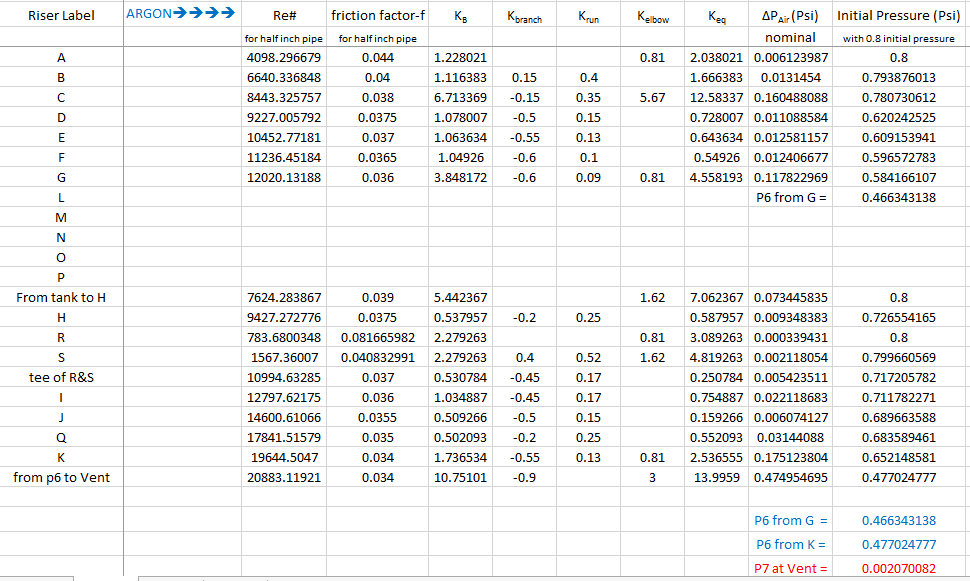 Riser Label ARGON→→→→ Re# friction factor-f KB Kbranch Krun Kelbow Keq ΔPAir (Psi) Initial Pressure (Psi)
for half inch pipe for half inch pipe nominal with 0.8 initial pressure
A 4098.296679 0.044 1.228021 0.81 2.038021 0.006123987 0.8
B 6640.336848 0.04 1.116383 0.15 0.4 1.666383 0.0131454 0.793876013
C 8443.325757 0.038 6.713369 -0.15 0.35 5.67 12.58337 0.160488088 0.780730612
D 9227.005792 0.0375 1.078007 -0.5 0.15 0.728007 0.011088584 0.620242525
E 10452.77181 0.037 1.063634 -0.55 0.13 0.643634 0.012581157 0.609153941
F 11236.45184 0.0365 1.04926 -0.6 0.1 0.54926 0.012406677 0.596572783
G 12020.13188 0.036 3.848172 -0.6 0.09 0.81 4.558193 0.117822969 0.584166107
L P6 from G = 0.466343138
M
N
O
P
From tank to H 7624.283867 0.039 5.442367 1.62 7.062367 0.073445835 0.8
H 9427.272776 0.0375 0.537957 -0.2 0.25 0.587957 0.009348383 0.726554165
R 783.6800308 0.081665982 2.279263 0.81 3.089263 0.000339431 0.8
S 1567.36007 0.040832991 2.279263 0.4 0.52 1.62 4.819263 0.002118054 0.799660569
tee of R&S 10994.63285 0.037 0.530784 -0.45 0.17 0.250784 0.005423511 0.717205782
I 12797.62175 0.036 1.034887 -0.45 0.17 0.754887 0.022118683 0.711782271
J 14600.61066 0.0355 0.509266 -0.5 0.15 0.159266 0.006074127 0.689663588
Q 17841.51579 0.035 0.502093 -0.2 0.25 0.552093 0.03144088 0.683589461
K 19644.5047 0.034 1.736534 -0.55 0.13 0.81 2.536555 0.175123804 0.652148581
from p6 to Vent 20883.11921 0.034 10.75101 -0.9 3 13.9959 0.474954695 0.477024777
P6 from G = 0.466343138
P6 from K = 0.477024777
P7 at Vent = 0.002070082